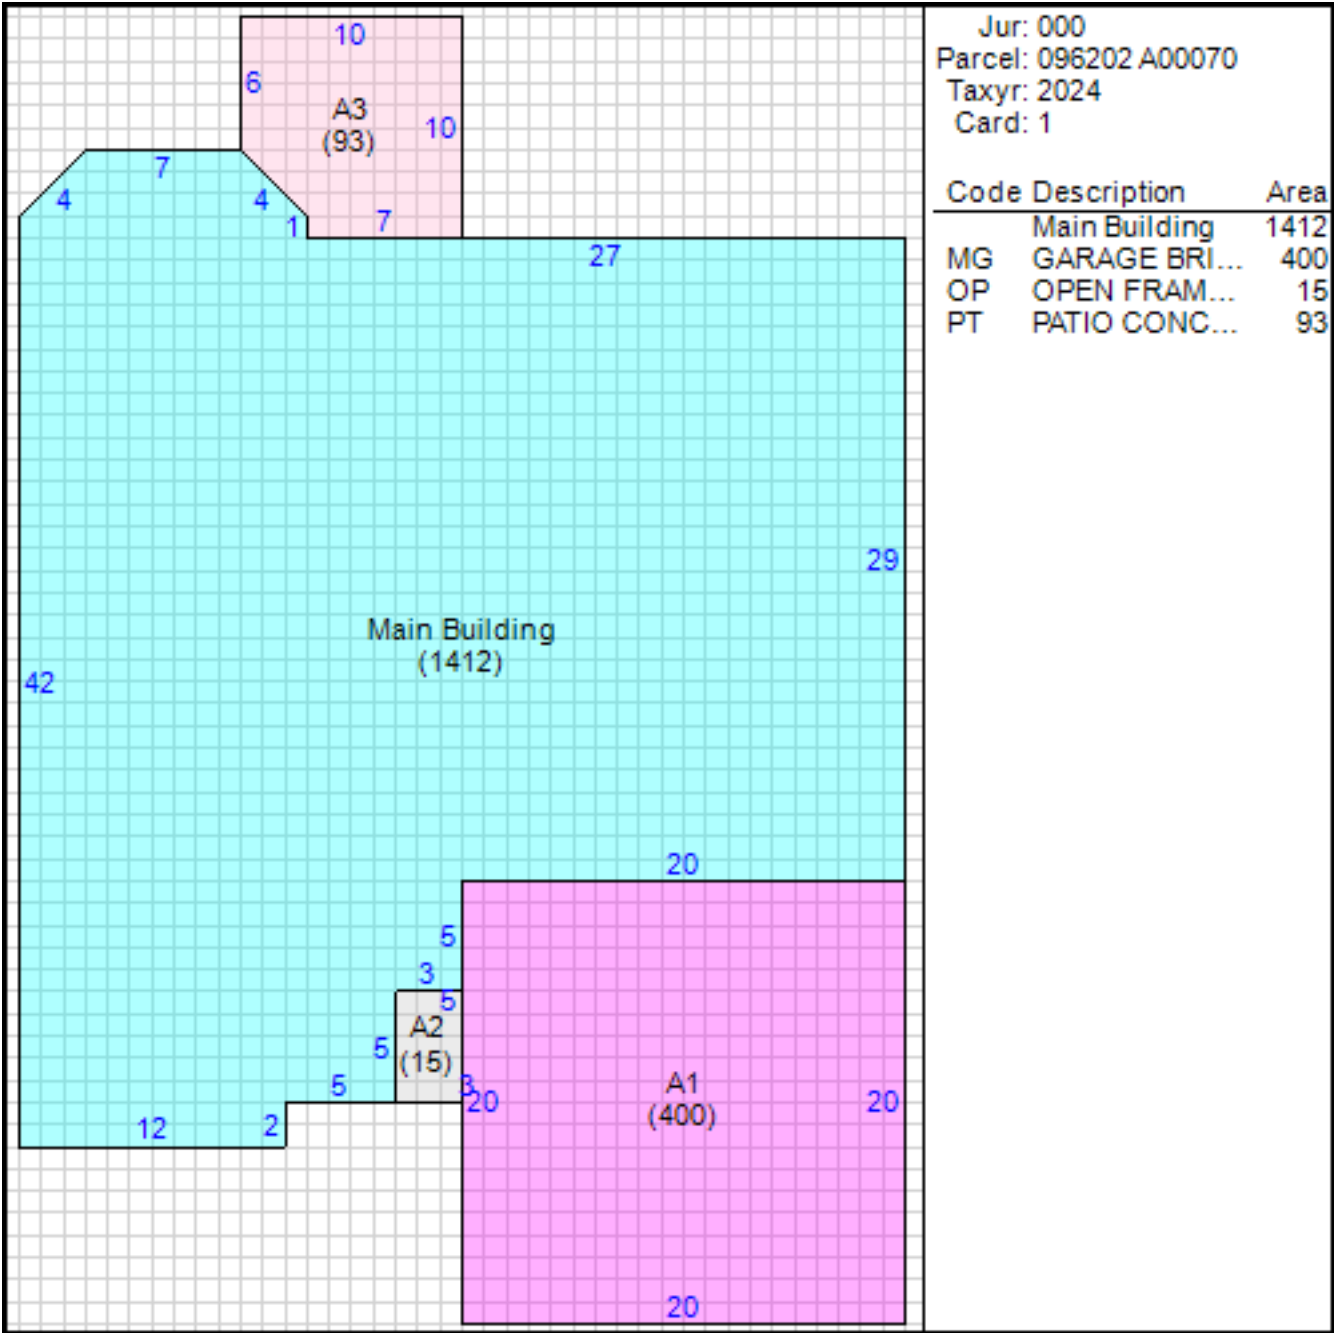 Jur: 000
Parcel: 096202 A00070
Taxyr: 2024
Card: 1
Code Description Area
Main Building 1412
MG GARAGE BRI... 400
OP OPEN FRAM... 15
PT PATIO CONC... 93
10
6
A3
(93)
10
7
4
4
1
7
27
29
Main Building
(1412)
42
20
5
3
5
A2
(15)
5
5
3
20
12
2
A1
(400)
20
20